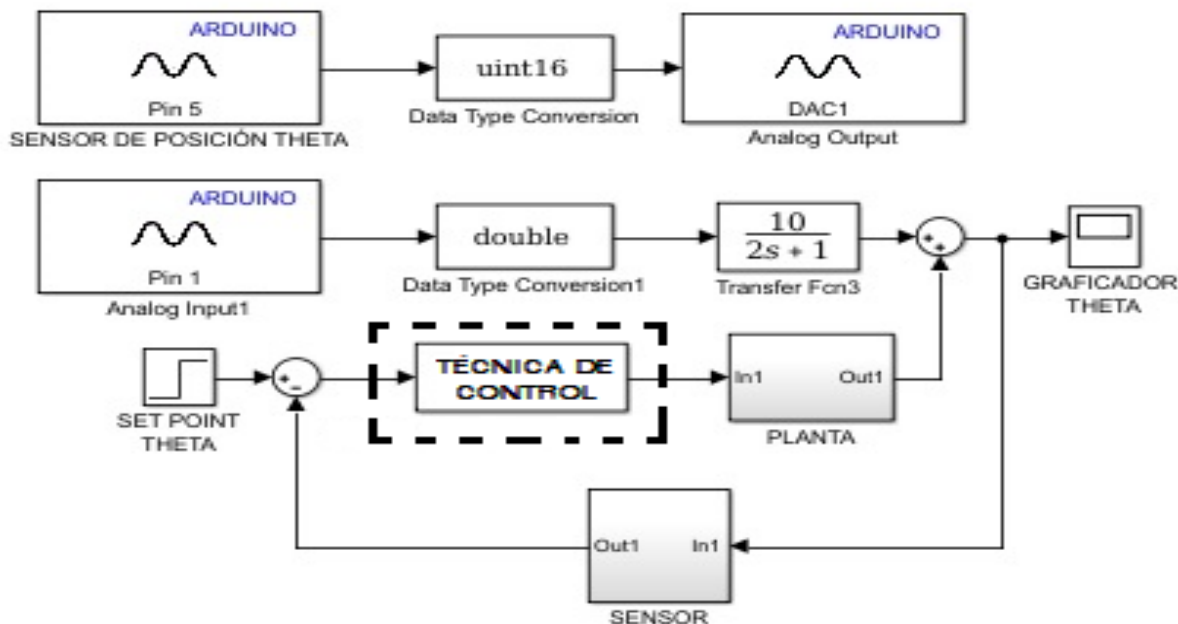 ARDUINO
Pin 5
SENSOR DE POSICIÓN THETA
uint16
Data Type Conversion
ARDUINO
DAC1
Analog Output
ARDUINO
Pin 1
Analog Input1
double
Data Type Conversion1
10
2s + 1
Transfer Fcn3
+
+
GRAFICADOR
THETA
SET POINT
THETA
+
−
TÉCNICA DE
CONTROL
In1 Out1
PLANTA
Out1 In1
SENSOR